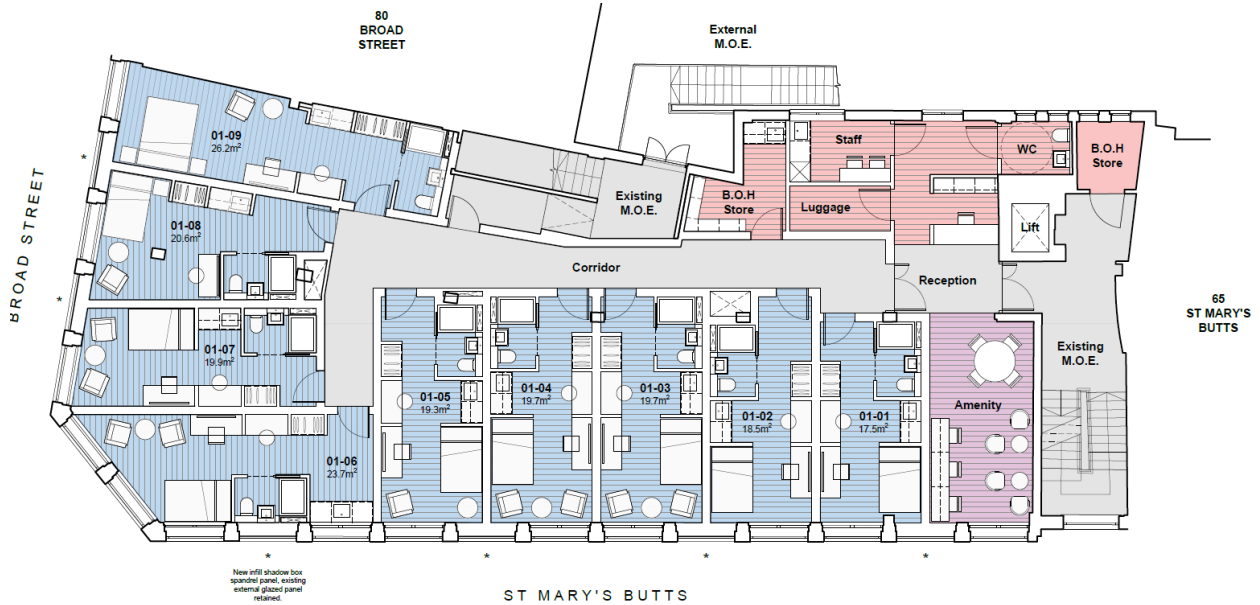 80
BROAD
STREET
External
M.O.E.
01-09
26.2m²
Staff
WC
B.O.H
Store
Existing
M.O.E.
B.O.H
Store
Luggage
BROAD STREET
01-08
20.6m²
Lift
Corridor
Reception
65
ST MARY'S
BUTTS
01-07
19.9m²
Existing
M.O.E.
01-05
19.3m²
01-04
19.7m²
01-03
19.7m²
01-02
18.5m²
01-01
17.5m²
Amenity
01-06
23.7m²
*
*
*
*
*
*
New infill shadow box
spandrel panel, existing
external glazed panel
retained.
ST MARY'S BUTTS